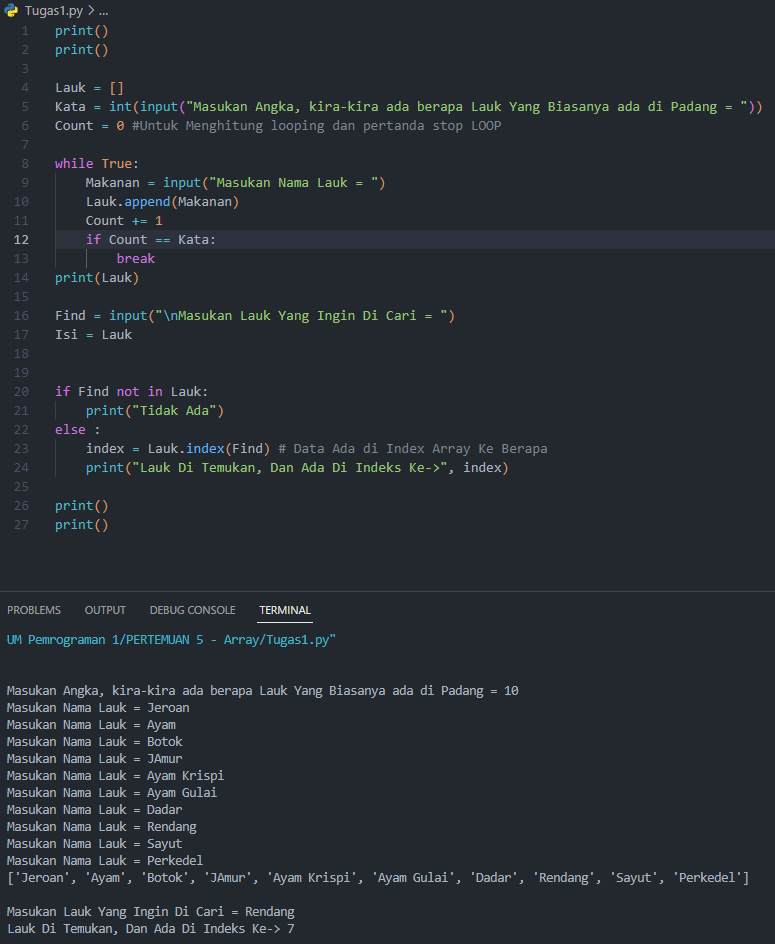 Tugas1.py > ...
1 print()
2 print()
3
4 Lauk = []
5 Kata = int(input("Masukan Angka, kira-kira ada berapa Lauk Yang Biasanya ada di Padang = "))
6 Count = 0 #Untuk Menghitung looping dan pertanda stop LOOP
7
8 while True:
9     Makanan = input("Masukan Nama Lauk = ")
10     Lauk.append(Makanan)
11     Count += 1
12     if Count == Kata:
13         break
14 print(Lauk)
15
16 Find = input("\nMasukan Lauk Yang Ingin Di Cari = ")
17 Isi = Lauk
18
19
20 if Find not in Lauk:
21     print("Tidak Ada")
22 else :
23     index = Lauk.index(Find) # Data Ada di Index Array Ke Berapa
24     print("Lauk Di Temukan, Dan Ada Di Indeks Ke->", index)
25
26 print()
27 print()
PROBLEMS OUTPUT DEBUG CONSOLE TERMINAL
UM Pemrograman 1/PERTEMUAN 5 - Array/Tugas1.py"
Masukan Angka, kira-kira ada berapa Lauk Yang Biasanya ada di Padang = 10
Masukan Nama Lauk = Jeroan
Masukan Nama Lauk = Ayam
Masukan Nama Lauk = Botok
Masukan Nama Lauk = JAmur
Masukan Nama Lauk = Ayam Krispi
Masukan Nama Lauk = Ayam Gulai
Masukan Nama Lauk = Dadar
Masukan Nama Lauk = Rendang
Masukan Nama Lauk = Sayut
Masukan Nama Lauk = Perkedel
['Jeroan', 'Ayam', 'Botok', 'JAmur', 'Ayam Krispi', 'Ayam Gulai', 'Dadar', 'Rendang', 'Sayut', 'Perkedel']
Masukan Lauk Yang Ingin Di Cari = Rendang
Lauk Di Temukan, Dan Ada Di Indeks Ke-> 7